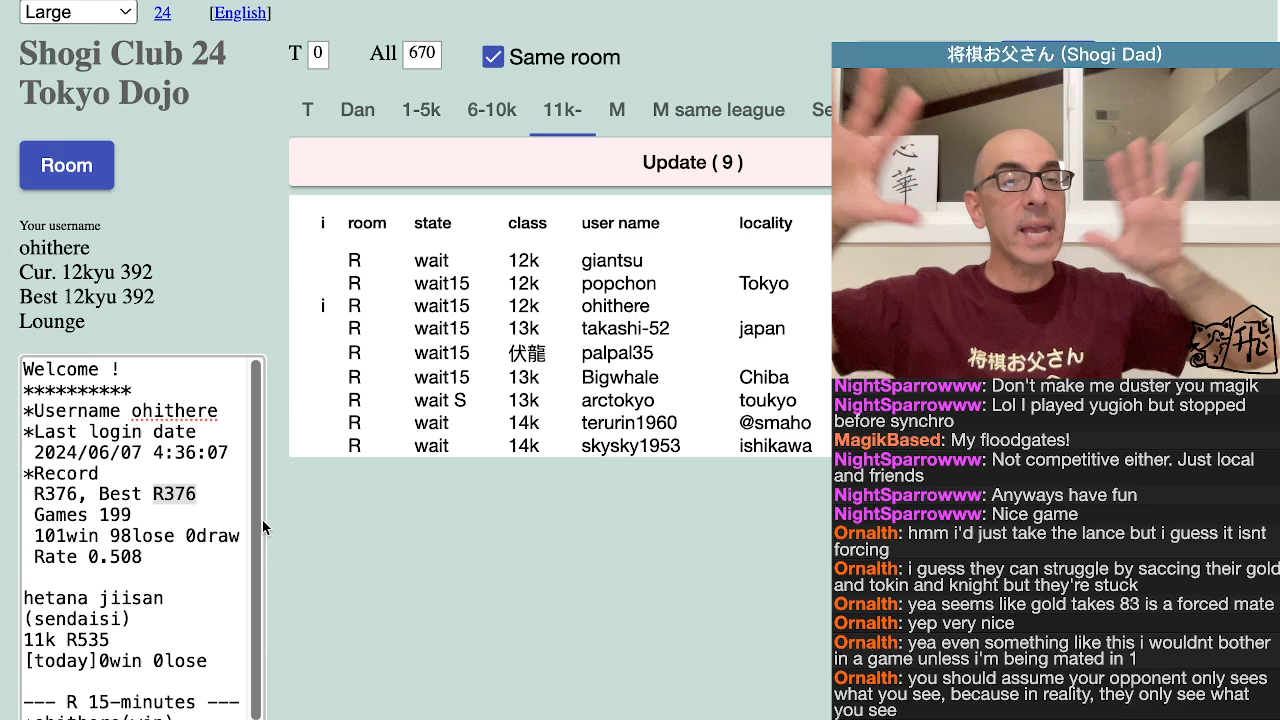 Large
24
[English]
Shogi Club 24
Tokyo Dojo
T 0 All 670 Same room
T Dan 1-5k 6-10k 11k- M M same league Se
Room
Update ( 9 )
Your username
ohithere
Cur. 12kyu 392
Best 12kyu 392
Lounge
i room state class user name locality
R wait 12k giantsu
R wait15 12k popchon Tokyo
i R wait15 12k ohithere
R wait15 13k takashi-52 japan
R wait15 伏龍 palpal35
R wait15 13k Bigwhale Chiba
R wait S 13k arctokyo toukyo
R wait 14k terurin1960 @smaho
R wait 14k skysky1953 ishikawa
Welcome !
**********
*Username ohithere
*Last login date
2024/06/07 4:36:07
*Record
R376, Best R376
Games 199
101win 98lose 0draw
Rate 0.508
hetana jiisan
(sendaisi)
11k R535
[today]0win 0lose
--- R 15-minutes ---
将棋お父さん (Shogi Dad)
心
華
将棋お父さん
飛
NightSparrowww: Don't make me duster you magik
NightSparrowww: Lol I played yugioh but stopped
before synchro
MagikBased: My floodgates!
NightSparrowww: Not competitive either. Just local
and friends
NightSparrowww: Anyways have fun
NightSparrowww: Nice game
Ornalth: hmm i'd just take the lance but i guess it isnt
forcing
Ornalth: i guess they can struggle by saccing their gold
and tokin and knight but they're stuck
Ornalth: yea seems like gold takes 83 is a forced mate
Ornalth: yep very nice
Ornalth: yea even something like this i wouldnt bother
in a game unless i'm being mated in 1
Ornalth: you should assume your opponent only sees
what you see, because in reality, they only see what
you see